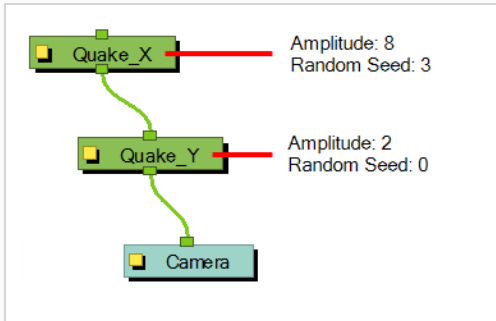 Quake_X
Amplitude: 8
Random Seed: 3
Quake_Y
Amplitude: 2
Random Seed: 0
Camera